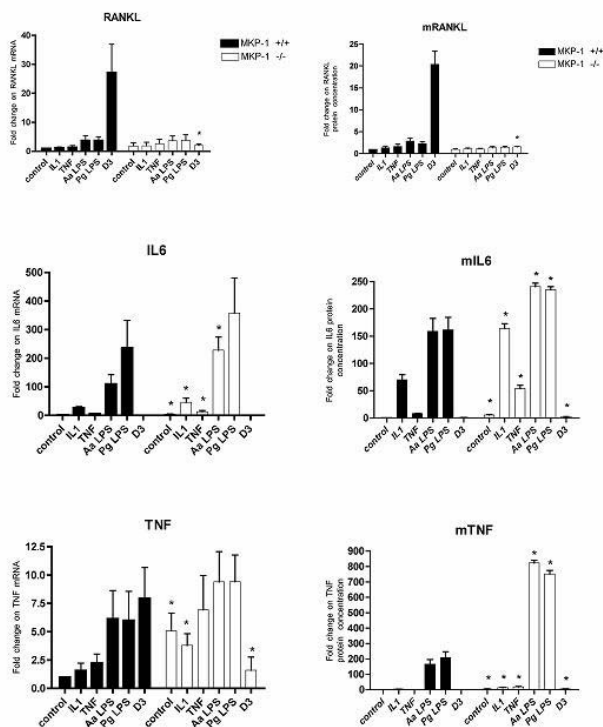 RANKL
MKP-1 +/+
MKP-1 -/-
Fold change on RANKL mRNA
40
30
20
10
0
*
control
IL1
TNF
Aa LPS
Pg LPS
D3
control
IL1
TNF
Aa LPS
Pg LPS
D3
mRANKL
MKP-1 +/+
MKP-1 -/-
Fold change on RANKL
protein concentration
25
20
15
10
5
0
*
control
IL1
TNF
Aa LPS
Pg LPS
D3
control
IL1
TNF
Aa LPS
Pg LPS
D3
IL6
Fold change on IL6 mRNA
500
400
300
200
100
0
* * * *
control
IL1
TNF
Aa LPS
Pg LPS
D3
control
IL1
TNF
Aa LPS
Pg LPS
D3
mIL6
Fold change on IL6 protein
concentration
250
200
150
100
50
0
* * * * * *
control
IL1
TNF
Aa LPS
Pg LPS
D3
control
IL1
TNF
Aa LPS
Pg LPS
D3
TNF
Fold change on TNF mRNA
12.5
10.0
7.5
5.0
2.5
0.0
* * *
control
IL1
TNF
Aa LPS
Pg LPS
D3
control
IL1
TNF
Aa LPS
Pg LPS
D3
mTNF
Fold change on TNF
protein concentration
900
800
700
600
500
400
300
200
100
0
* * * * * *
control
IL1
TNF
Aa LPS
Pg LPS
D3
control
IL1
TNF
Aa LPS
Pg LPS
D3